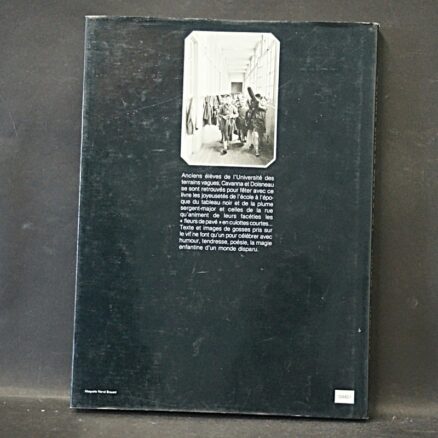 Anciens élèves de l'Université des
terrains vagues, Cavanna et Doisneau
se sont retrouvés pour fêter avec ce
livre les joyeusetés de l'école à l'épo-
que du tableau noir et de la plume
sergent-major et celles de la rue
qu'animent de leurs facéties les
« fleurs de pavé » en culottes courtes...
Texte et images de gosses pris sur
le vif ne font qu'un pour célébrer avec
humour, tendresse, poésie, la magie
enfantine d'un monde disparu.
Maquette Hervé